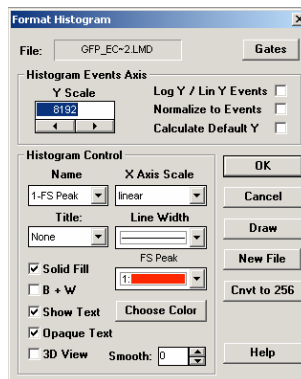 Format Histogram
File: GFP_EC~2.LMD Gates
Histogram Events Axis
Y Scale
8192
Log Y / Lin Y Events
Normalize to Events
Calculate Default Y
Histogram Control
Name X Axis Scale
1-FS Peak linear
Title: Line Width
None
FS Peak
1:
Solid Fill
B + W
Show Text Choose Color
Opaque Text
3D View Smooth: 0
OK
Cancel
Draw
New File
Cnvt to 256
Help